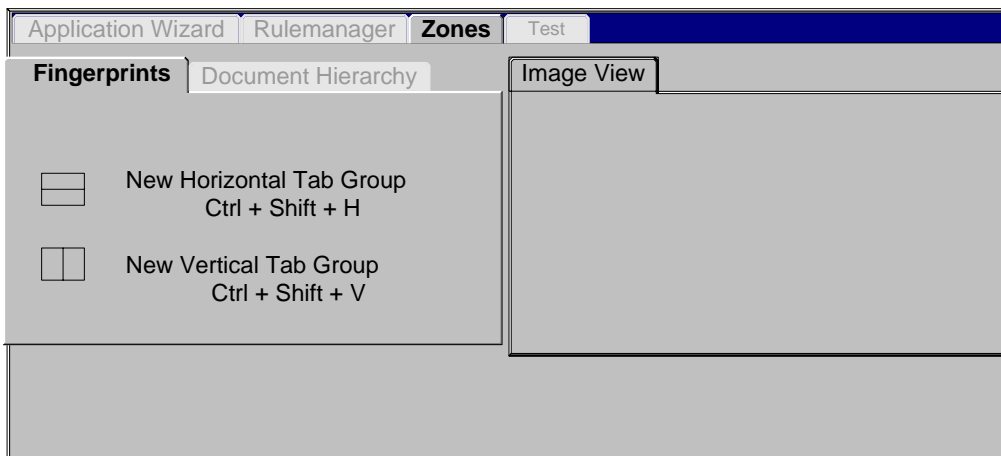 Application Wizard Rulemanager Zones Test
Fingerprints Document Hierarchy Image View
New Horizontal Tab Group
Ctrl + Shift + H
New Vertical Tab Group
Ctrl + Shift + V